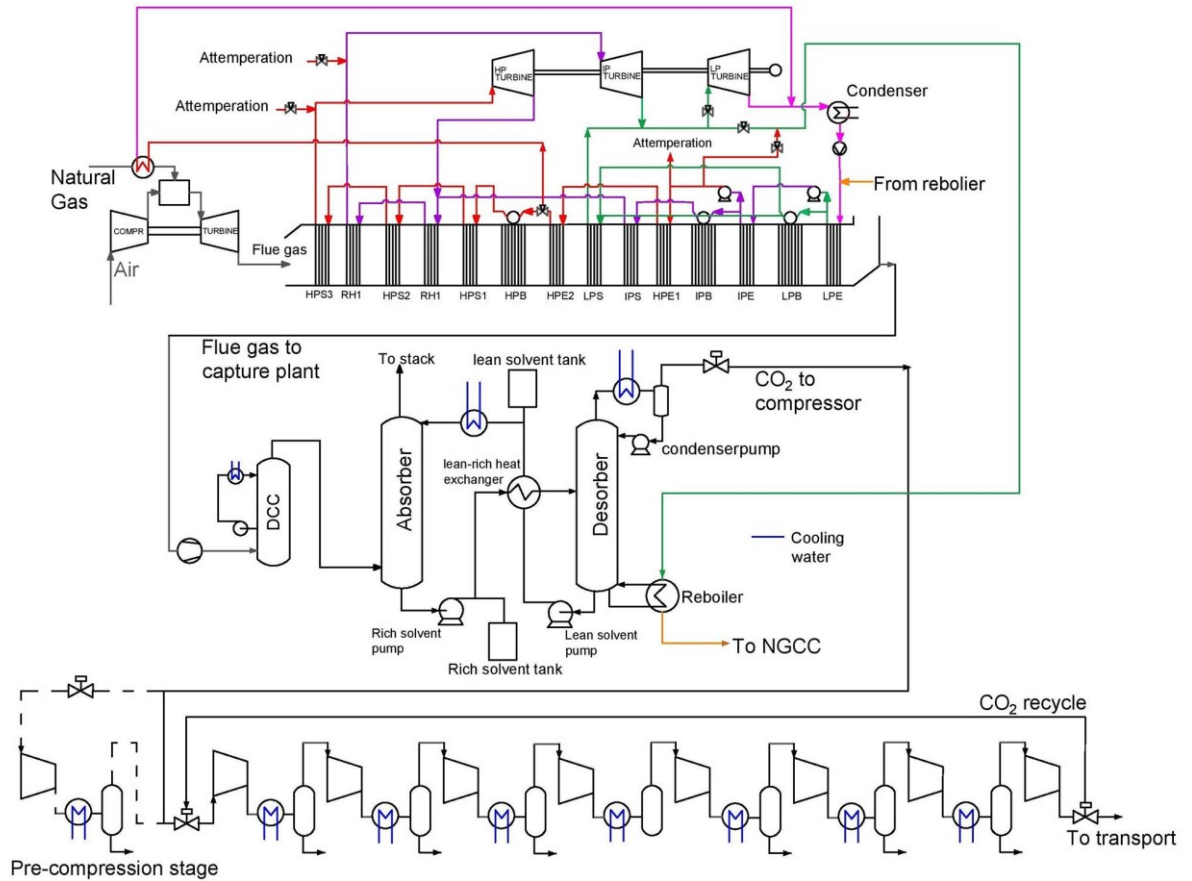 Attemperation
Attemperation
HP
TURBINE
IP
TURBINE
LP
TURBINE
Condenser
Attemperation
Natural
Gas
From rebolier
COMPR
TURBINE
Flue gas
Air
HPS3
RH1
HPS2
RH1
HPS1
HPB
HPE2
LPS
IPS
HPE1
IPB
IPE
LPB
LPE
Flue gas to
capture plant
To stack
lean solvent tank
CO₂ to
compressor
condenserpump
lean-rich heat
exchanger
DCC
Absorber
Desorber
Cooling
water
Reboiler
Rich solvent
pump
Lean solvent
pump
To NGCC
Rich solvent tank
CO₂ recycle
To transport
Pre-compression stage